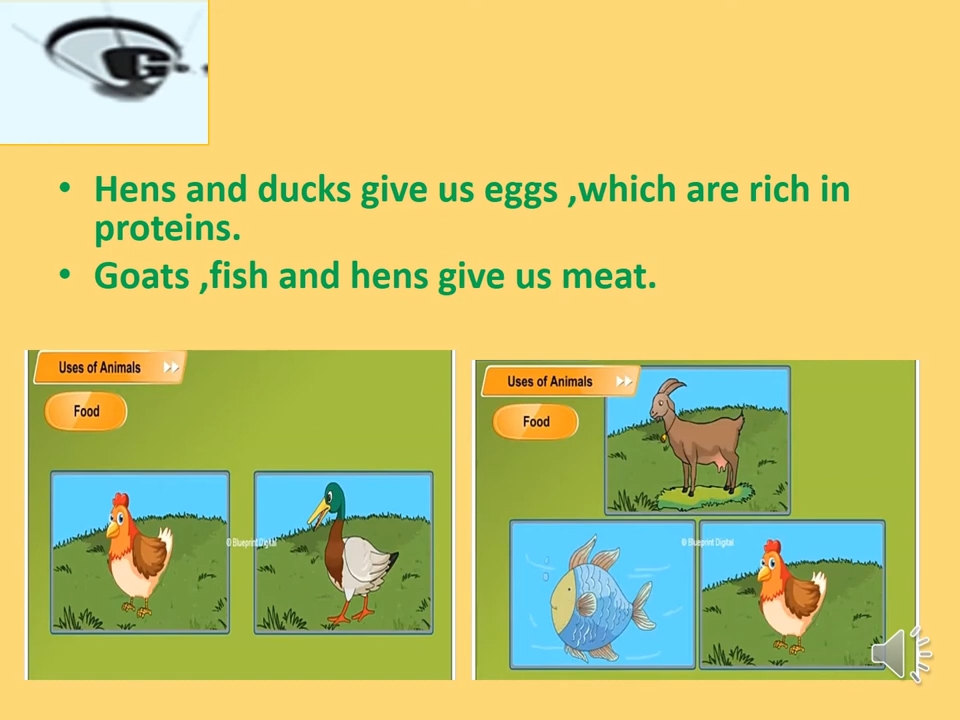 • Hens and ducks give us eggs ,which are rich in
proteins.
• Goats ,fish and hens give us meat.
Uses of Animals
Food
© Blueprint Digital
Uses of Animals
Food
© Blueprint Digital